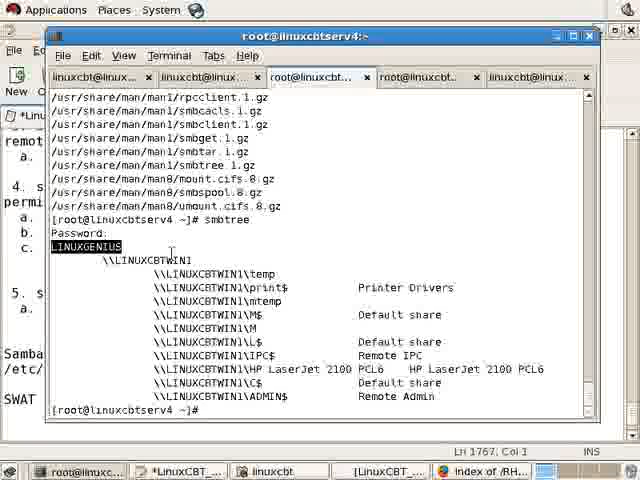 Applications Places System
root@linuxcbtserv4:~
File Edit View Terminal Tabs Help
linuxcbt@linux... linuxcbt@linux... root@linuxcbt... root@linuxcbt... linuxcbt@linux...
File
New
*Linu
remot
a.
4. s
permi
a.
b.
c.
5. s
a.
Samba
/etc/
SWAT
/usr/share/man/man1/rpcclient.1.gz
/usr/share/man/man1/smbcacls.1.gz
/usr/share/man/man1/smbclient.1.gz
/usr/share/man/man1/smbget.1.gz
/usr/share/man/man1/smbtar.1.gz
/usr/share/man/man1/smbtree.1.gz
/usr/share/man/man8/mount.cifs.8.gz
/usr/share/man/man8/smbspool.8.gz
/usr/share/man/man8/umount.cifs.8.gz
[root@linuxcbtserv4 ~]# smbtree
Password:
LINUXGENIUS
\\LINUXCBTWIN1
\\LINUXCBTWIN1\temp
\\LINUXCBTWIN1\print$ Printer Drivers
\\LINUXCBTWIN1\mtemp
\\LINUXCBTWIN1\M$ Default share
\\LINUXCBTWIN1\M
\\LINUXCBTWIN1\L$ Default share
\\LINUXCBTWIN1\IPC$ Remote IPC
\\LINUXCBTWIN1\HP LaserJet 2100 PCL6 HP LaserJet 2100 PCL6
\\LINUXCBTWIN1\C$ Default share
\\LINUXCBTWIN1\ADMIN$ Remote Admin
[root@linuxcbtserv4 ~]#
Ln 1767, Col 1 INS
root@linuxc... *LinuxCBT_... linuxcbt [LinuxCBT_... Index of /RH...